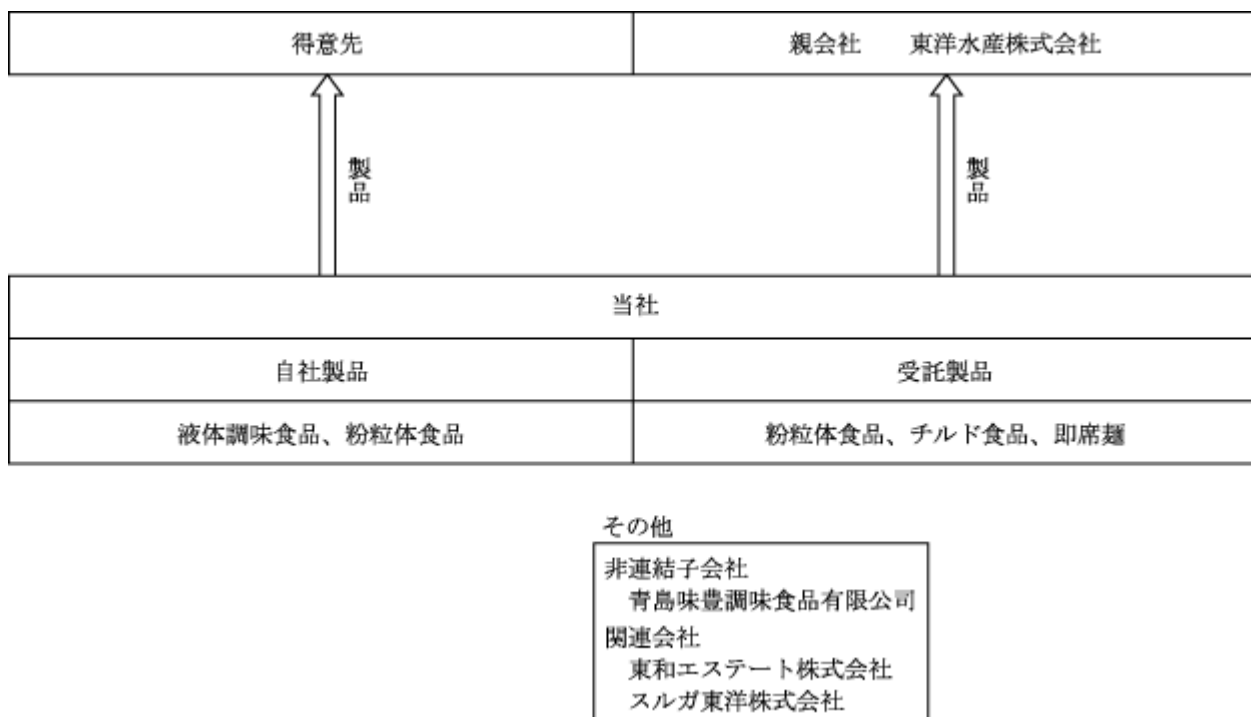 得意先
親会社　東洋水産株式会社
製品
製品
当社
自社製品
受託製品
液体調味食品、粉粒体食品
粉粒体食品、チルド食品、即席麺
その他
非連結子会社
青島味豊調味食品有限公司
関連会社
東和エステート株式会社
スルガ東洋株式会社